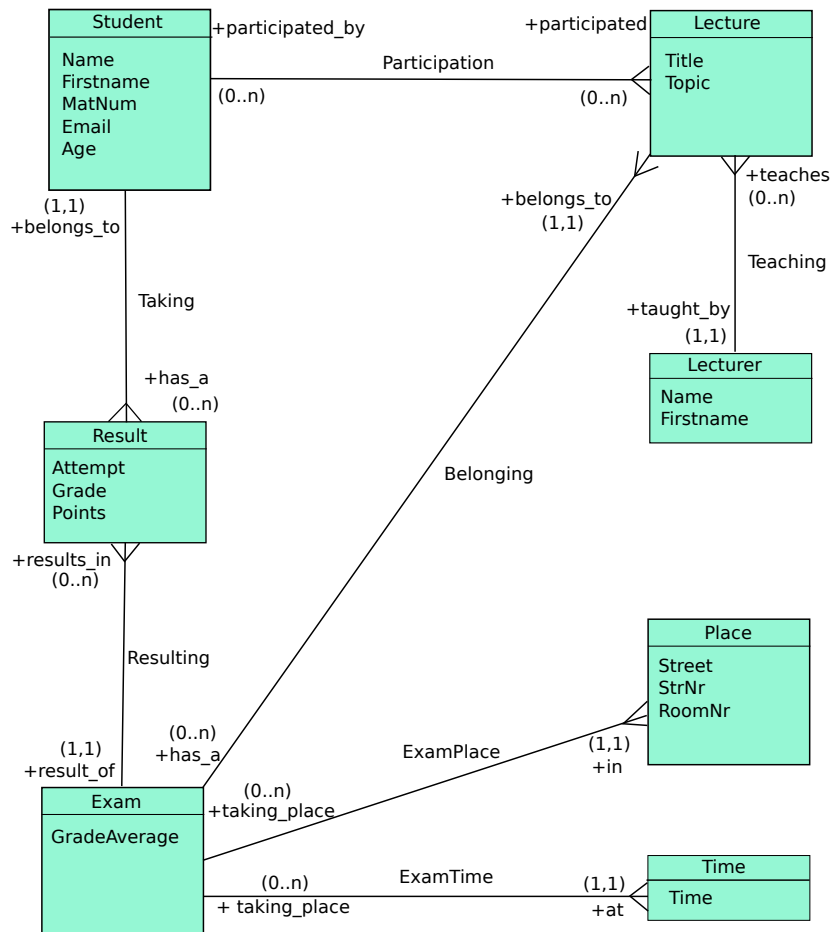 Student
Name
Firstname
MatNum
Email
Age
+participated_by
Participation
(0..n)
+participated
(0..n)
Lecture
Title
Topic
(1,1)
+belongs_to
Taking
+has_a
(0..n)
+belongs_to
(1,1)
+teaches
(0..n)
Teaching
+taught_by
(1,1)
Lecturer
Name
Firstname
Result
Attempt
Grade
Points
Belonging
+results_in
(0..n)
Resulting
(1,1)
+result_of
(0..n)
+has_a
Place
Street
StrNr
RoomNr
ExamPlace
(1,1)
+in
(0..n)
+taking_place
Exam
GradeAverage
(0..n)
+ taking_place
ExamTime
(1,1)
+at
Time
Time